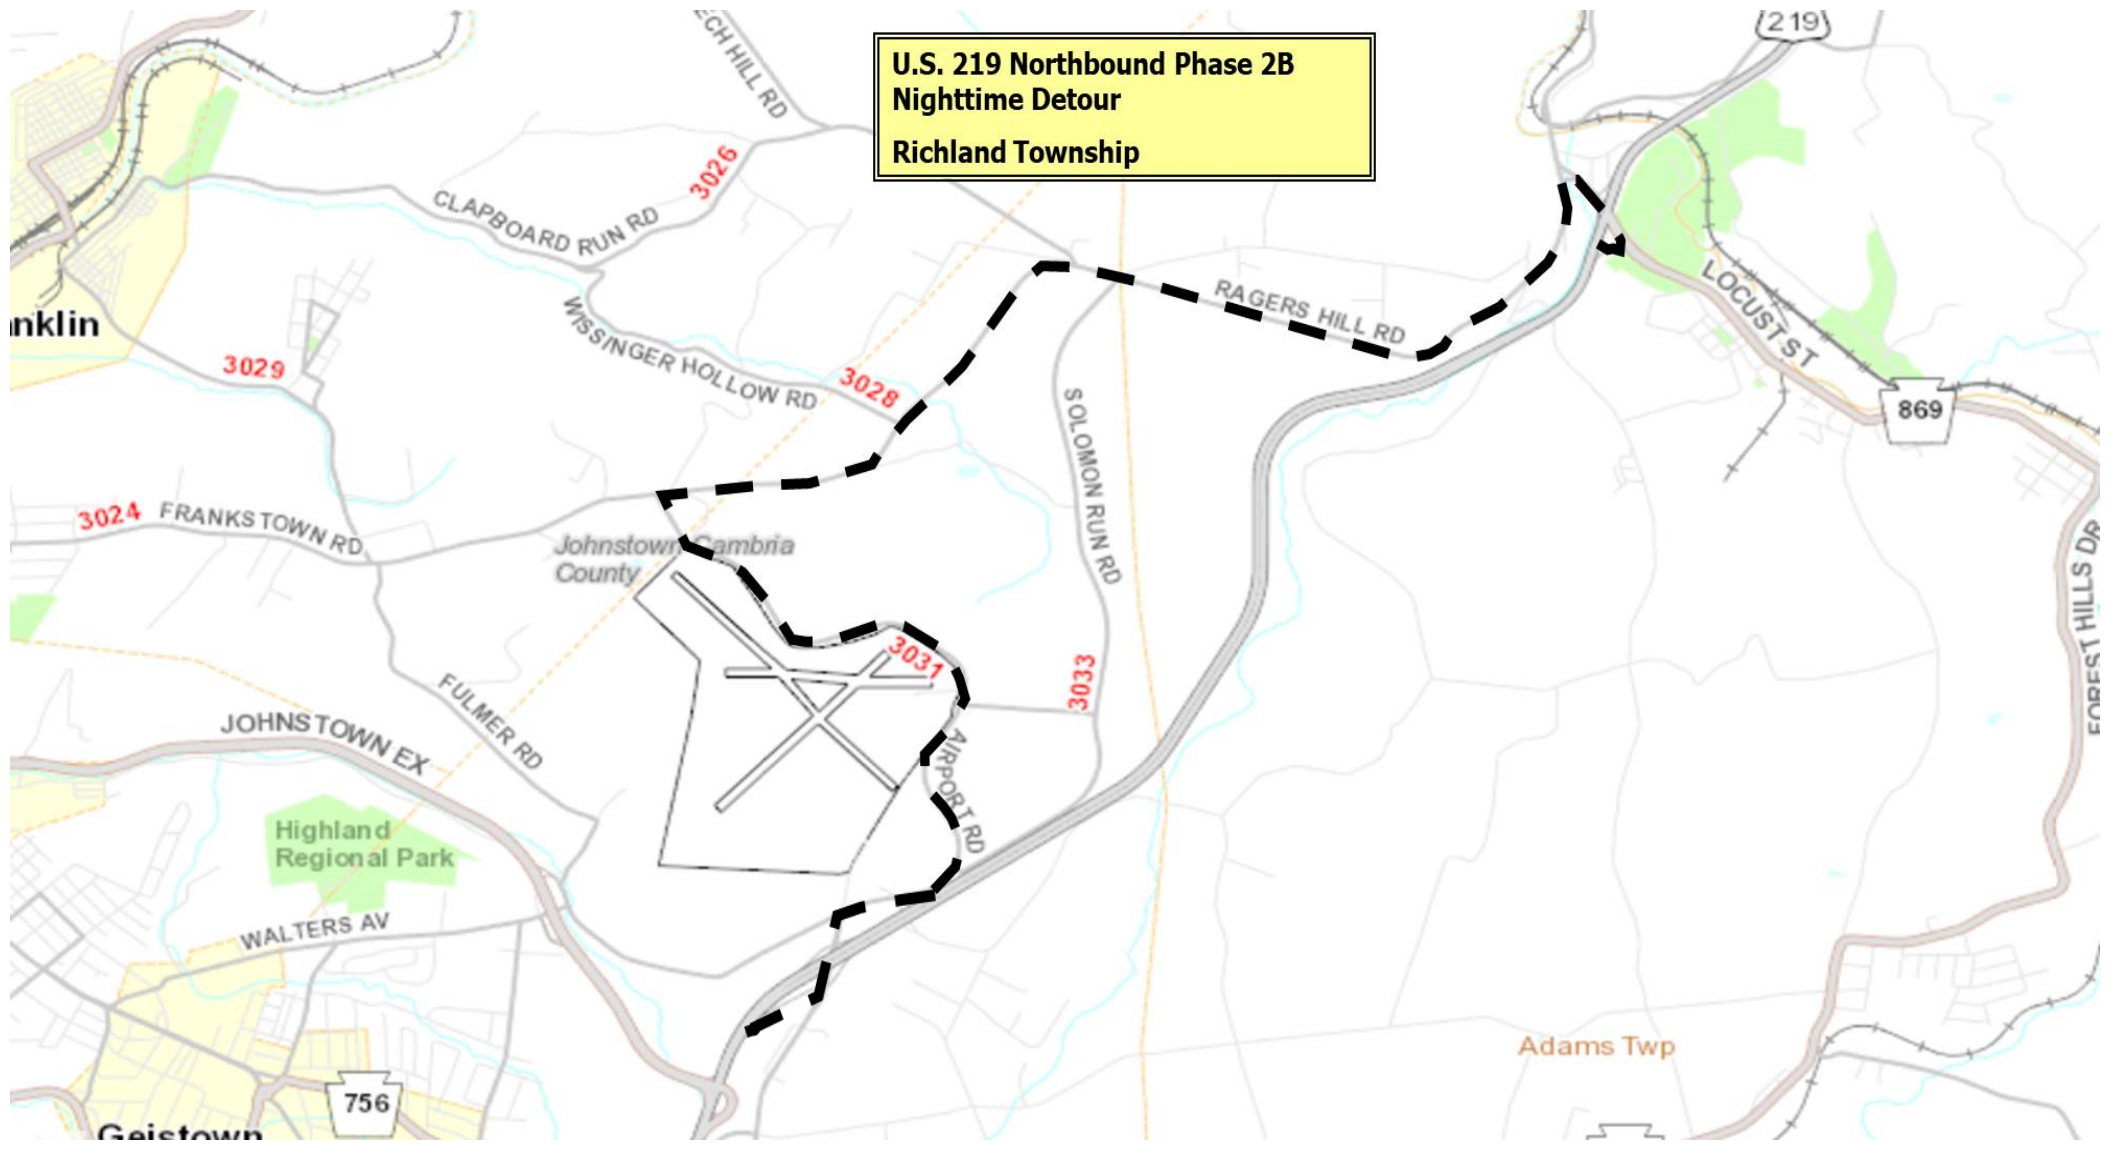 U.S. 219 Northbound Phase 2B
Nighttime Detour
Richland Township
219
ECH HILL RD
3026
CLAPBOARD RUN RD
WISSINGER HOLLOW RD
3028
RAGERS HILL RD
LOCUST ST
869
nklin
3029
3024
FRANKSTOWN RD
Johnstown Cambria
County
SOLOMON RUN RD
3031
3033
FOREST HILLS DR
FULMER RD
JOHNSTOWN EX
AIRPORT RD
Highland
Regional Park
WALTERS AV
Adams Twp
756
Geistown